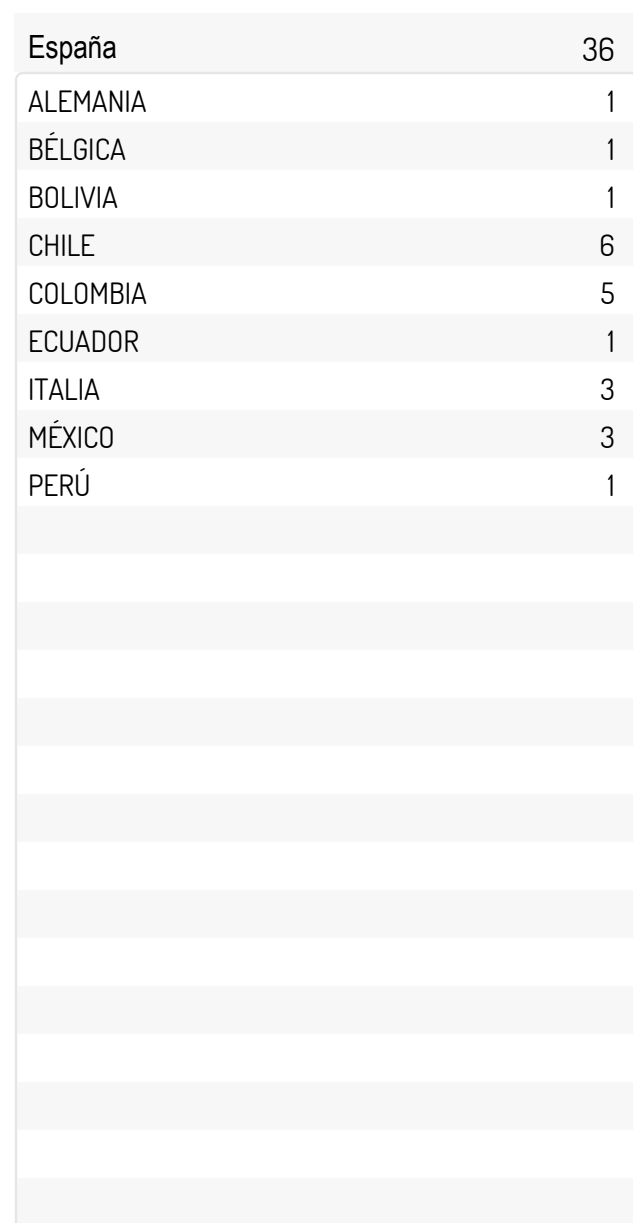 España 36
ALEMANIA 1
BÉLGICA 1
BOLIVIA 1
CHILE 6
COLOMBIA 5
ECUADOR 1
ITALIA 3
MÉXICO 3
PERÚ 1